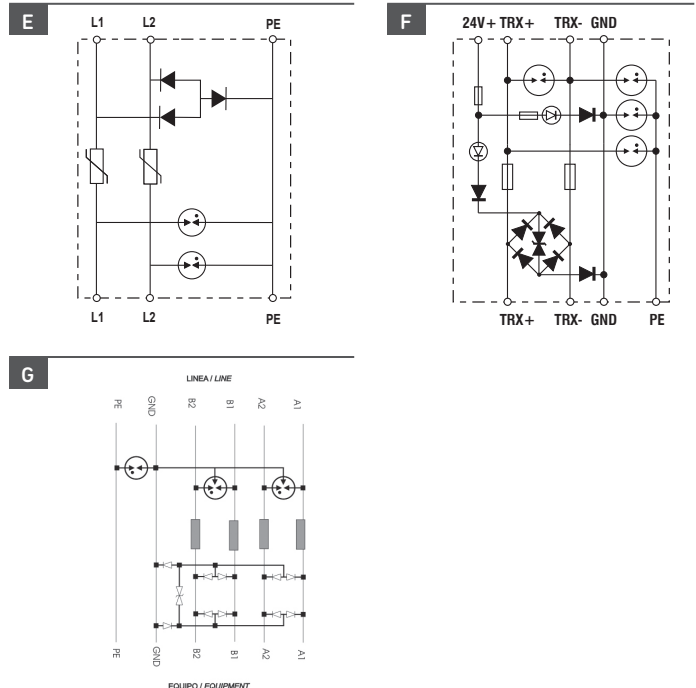 E
L1 L2 PE
L1 L2 PE
F
24V+ TRX+ TRX- GND
TRX+ TRX- GND PE
G
LINEA / LINE
PE GND B2 B1 A2 A1
PE GND B2 B1 A2 A1
EQUIPO / EQUIPMENT